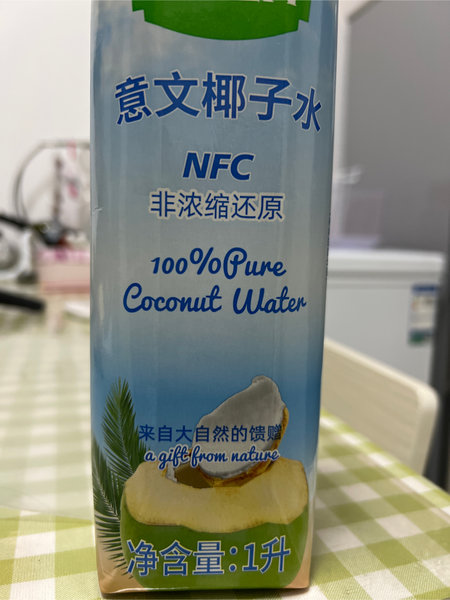 意文椰子水
NFC
非浓缩还原
100%Pure
Coconut Water
来自大自然的馈赠
a gift from nature
净含量:1升